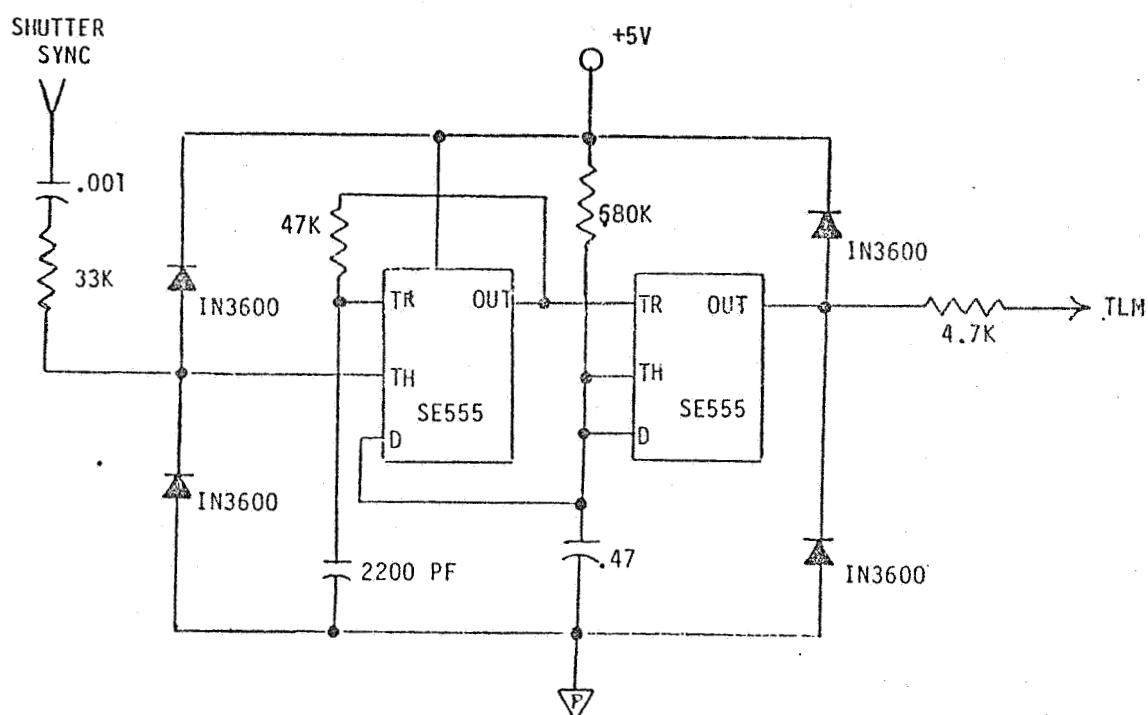 SHUTTER
SYNC
+5V
.001
47K
680K
33K
IN3600
IN3600
TR
OUT
TR
OUT
TLM
4.7K
TH
TH
SE555
SE555
D
D
IN3600
2200 PF
.47
IN3600
P